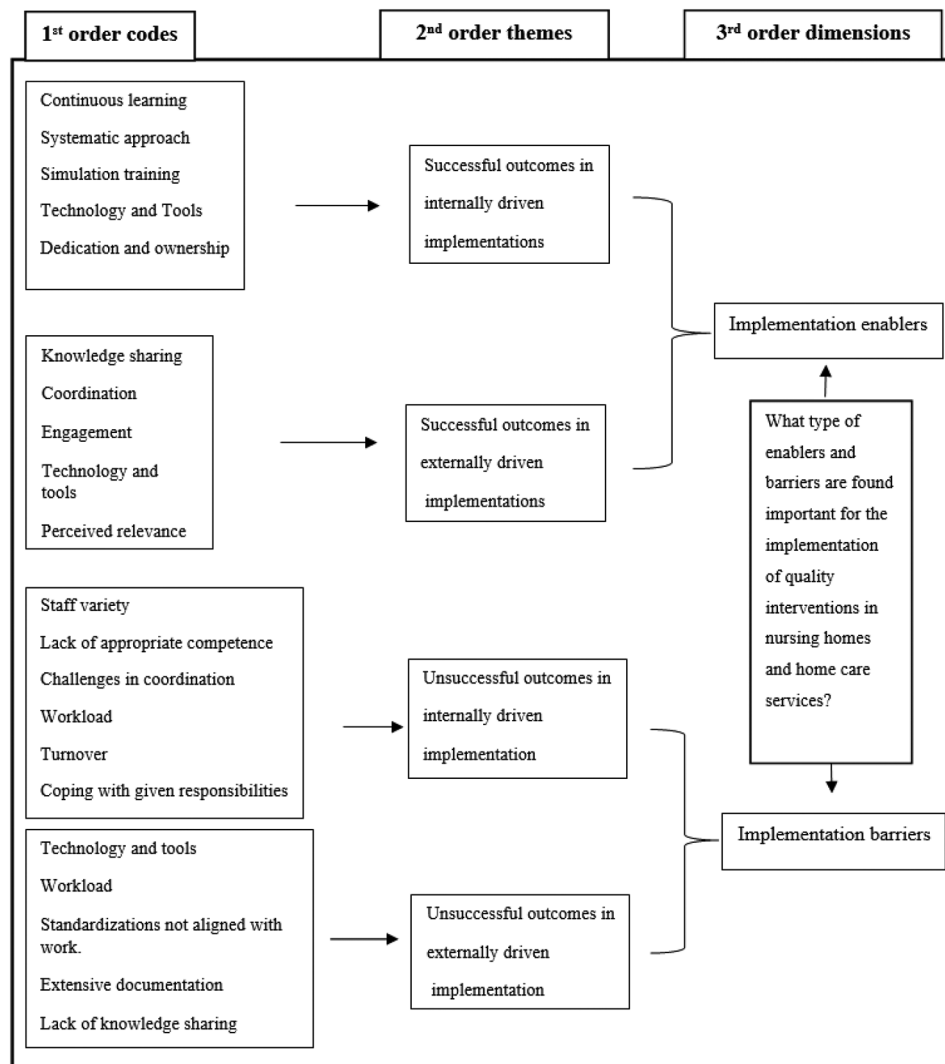 1st order codes
2nd order themes
3rd order dimensions
Continuous learning
Systematic approach
Simulation training
Technology and Tools
Dedication and ownership
Successful outcomes in
internally driven
implementations
Knowledge sharing
Coordination
Engagement
Technology and
tools
Perceived relevance
Successful outcomes in
externally driven
implementations
Implementation enablers
What type of
enablers and
barriers are found
important for the
implementation
of quality
interventions in
nursing homes
and home care
services?
Staff variety
Lack of appropriate competence
Challenges in coordination
Workload
Turnover
Coping with given responsibilities
Unsuccessful outcomes in
internally driven
implementation
Technology and tools
Workload
Standardizations not aligned with
work.
Extensive documentation
Lack of knowledge sharing
Unsuccessful outcomes in
externally driven
implementation
Implementation barriers